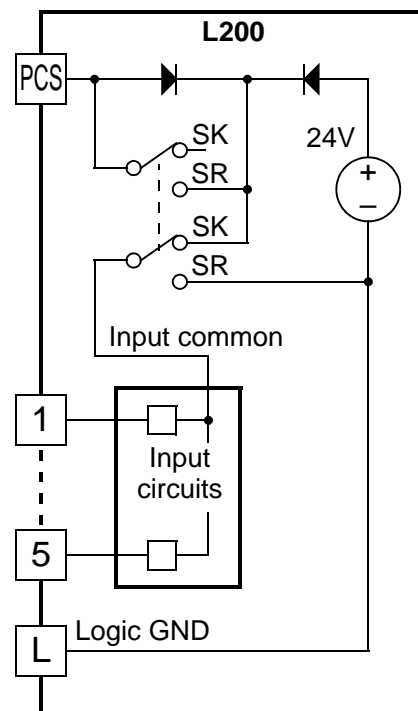 L200
PCS
SK
24V
SR
+
–
SK
SR
Input common
1
Input
circuits
5
Logic GND
L